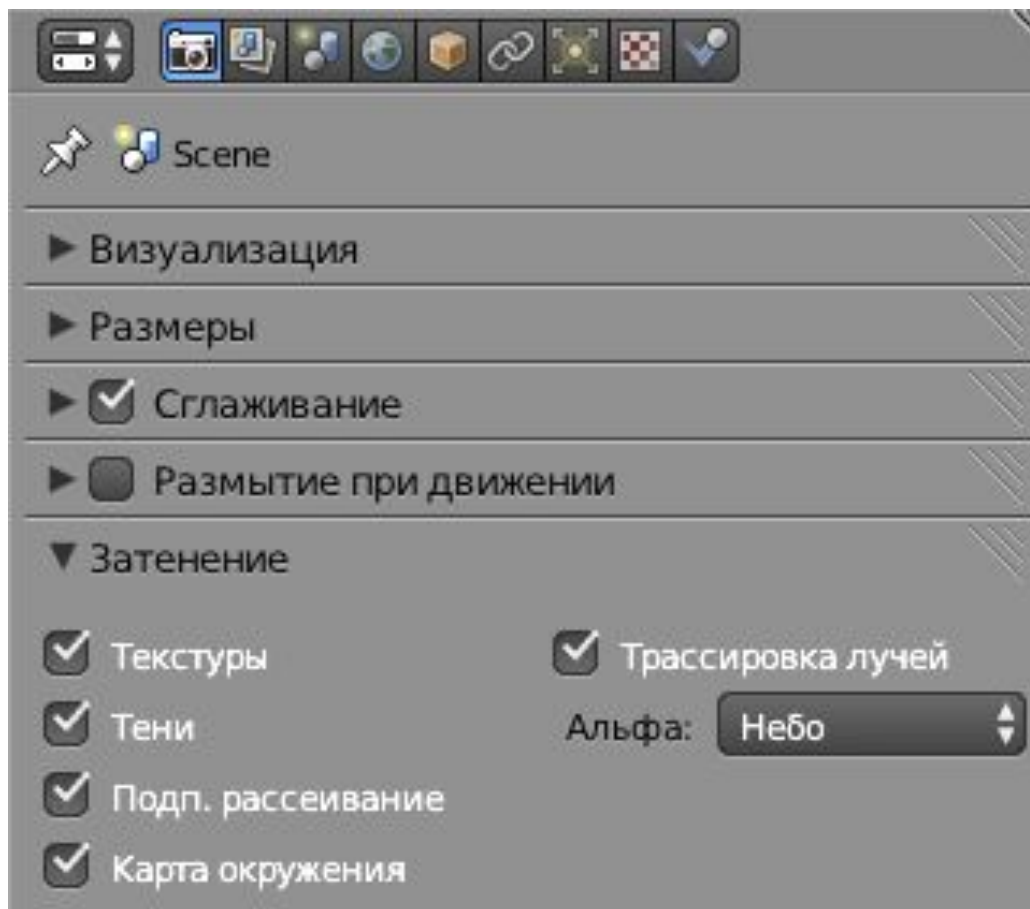 Scene
Визуализация
Размеры
Сглаживание
Размытие при движении
Затенение
Текстуры
Трассировка лучей
Тени
Альфа: Небо
Подп. рассеивание
Карта окружения